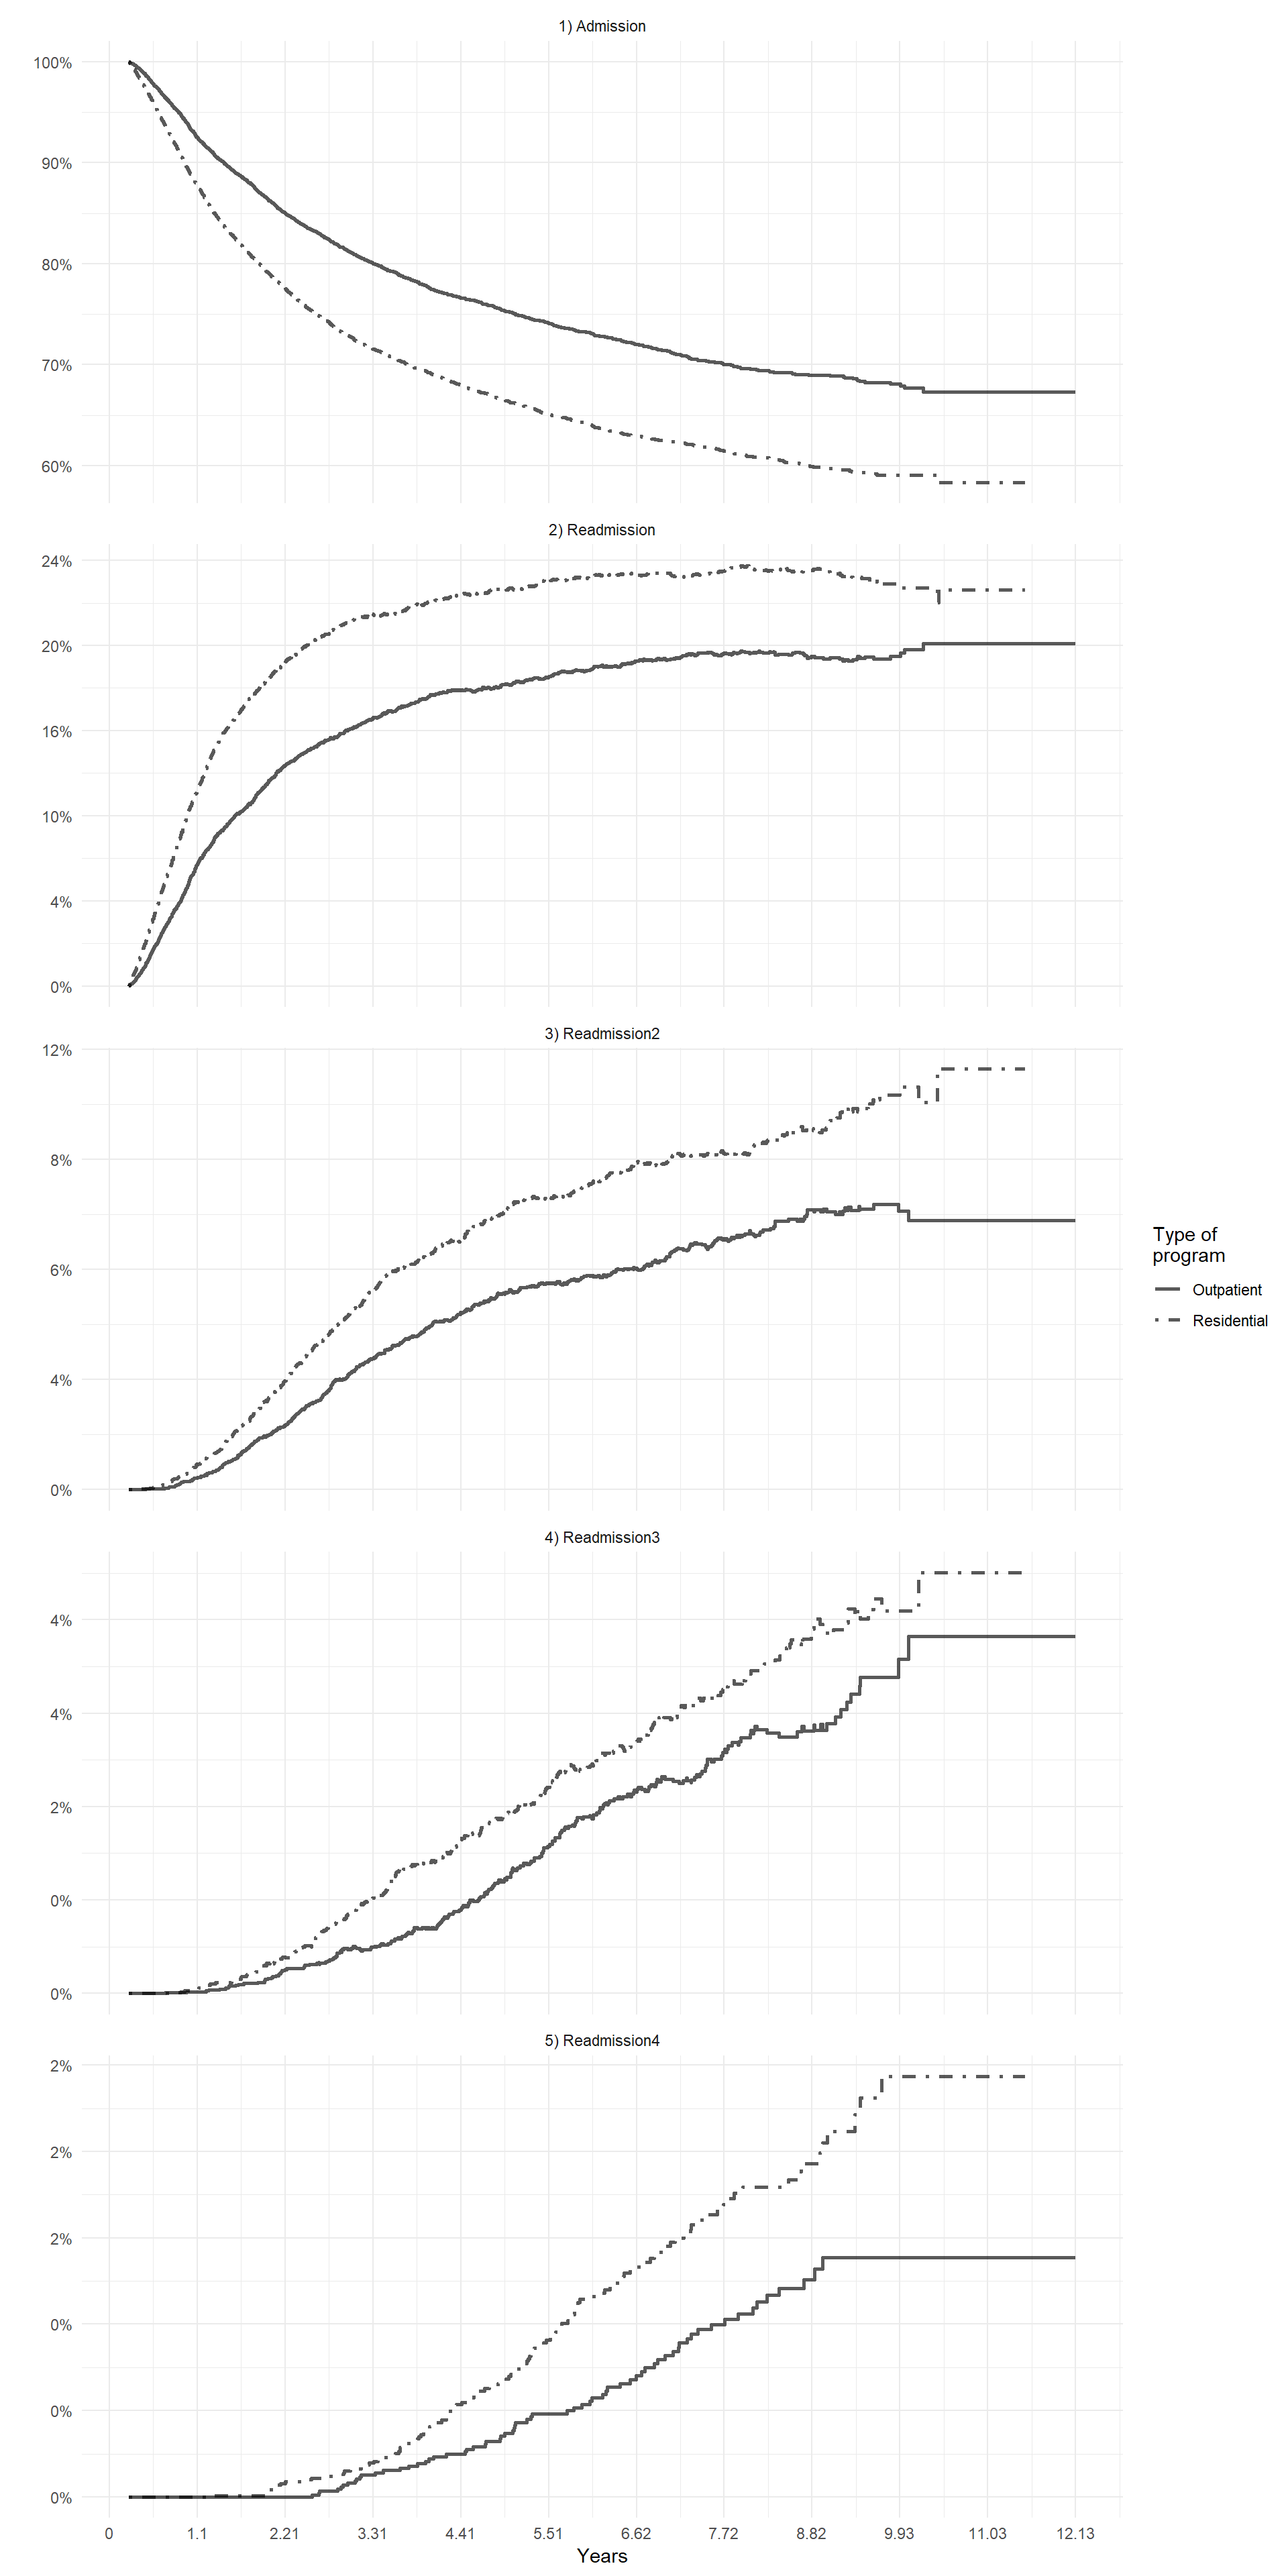 1) Admission
100%
90%
80%
70%
60%
2) Readmission
24%
20%
16%
10%
4%
0%
3) Readmission2
12%
8%
6%
4%
0%
Type of
program
Outpatient
Residential
4) Readmission3
4%
4%
2%
0%
0%
5) Readmission4
2%
2%
2%
0%
0%
0%
0 1.1 2.21 3.31 4.41 5.51 6.62 7.72 8.82 9.93 11.03 12.13
Years